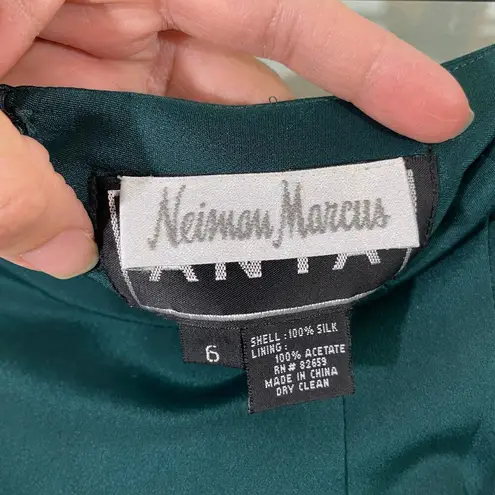 Neiman Marcus
6
SHELL : 100% SILK
LINING :
100% ACETATE
RN# 82659
MADE IN CHINA
DRY CLEAN